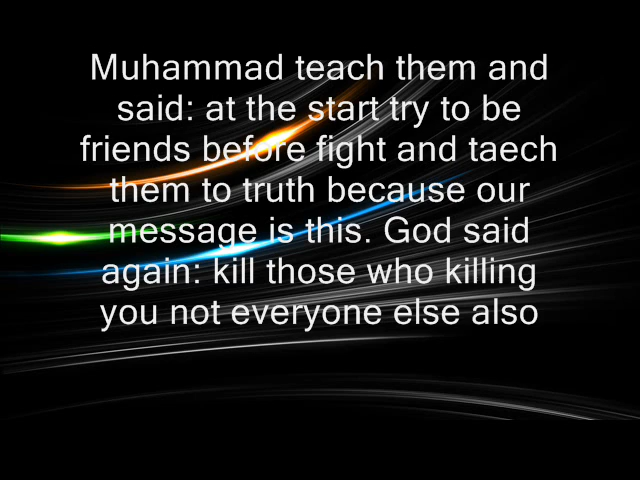 Muhammad teach them and
said: at the start try to be
friends before fight and taech
them to truth because our
message is this. God said
again: kill those who killing
you not everyone else also